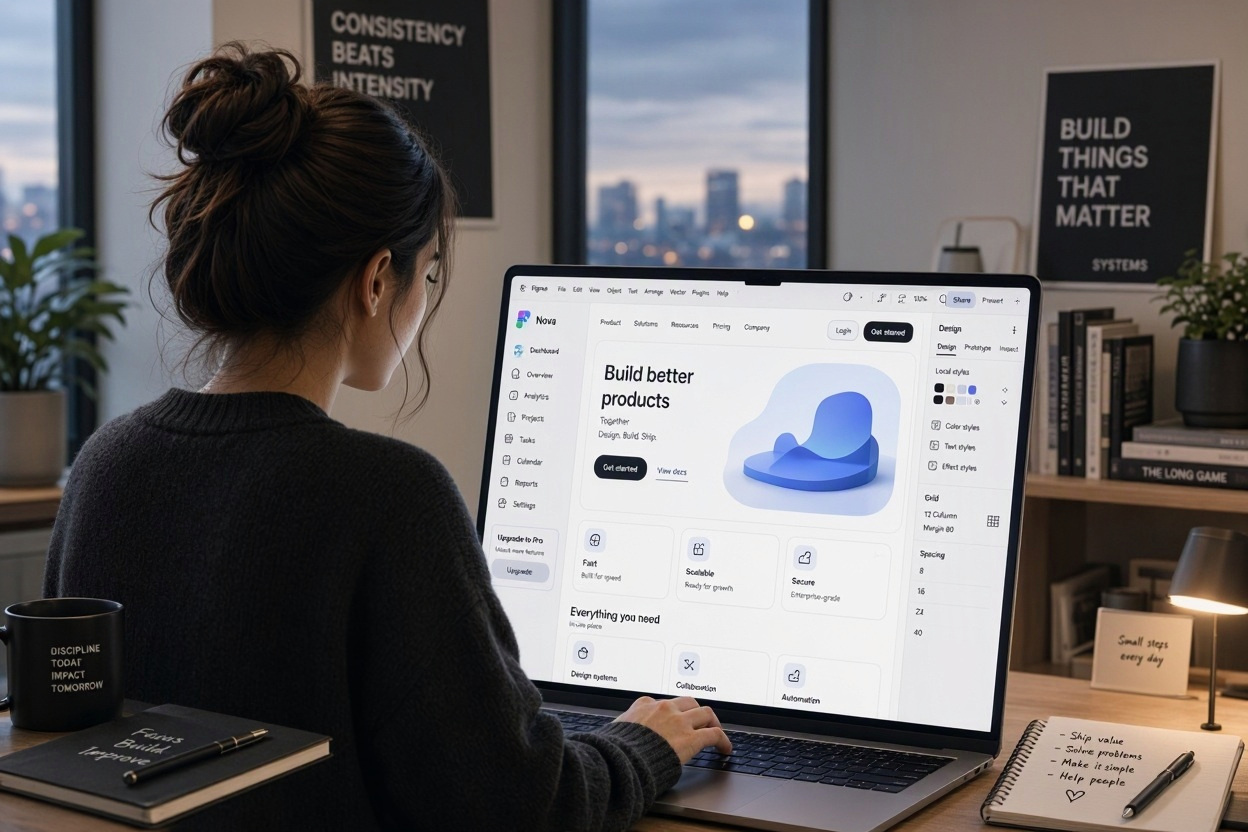 CONSISTENCY
BEATS
INTENSITY
BUILD
THINGS
THAT
MATTER
SYSTEMS
Figma File Edit View Object Text Arrange Vector Plugins Help
Share Present
Nova
Product Solutions Resources Pricing Company
Login
Get started
Dashboard
Overview
Analytics
Projects
Tasks
Calendar
Reports
Settings
Upgrade to Pro
Upgrade
Build better
products
Together
Design. Build. Ship.
Get started
View docs
Fast
Built for speed
Scalable
Ready for growth
Secure
Enterprise-grade
Everything you need
Design systems
Collaboration
Automation
Design
Design Prototype Inspect
Local styles
Color styles
Text styles
Effect styles
Grid
12 Column
Margin 80
Spacing
8
16
24
40
THE LONG GAME
Small steps
every day
DISCIPLINE
TODAY
IMPACT
TOMORROW
Focus
Build
Improve
- Ship value
- Solve problems
- Make it simple
- Help people